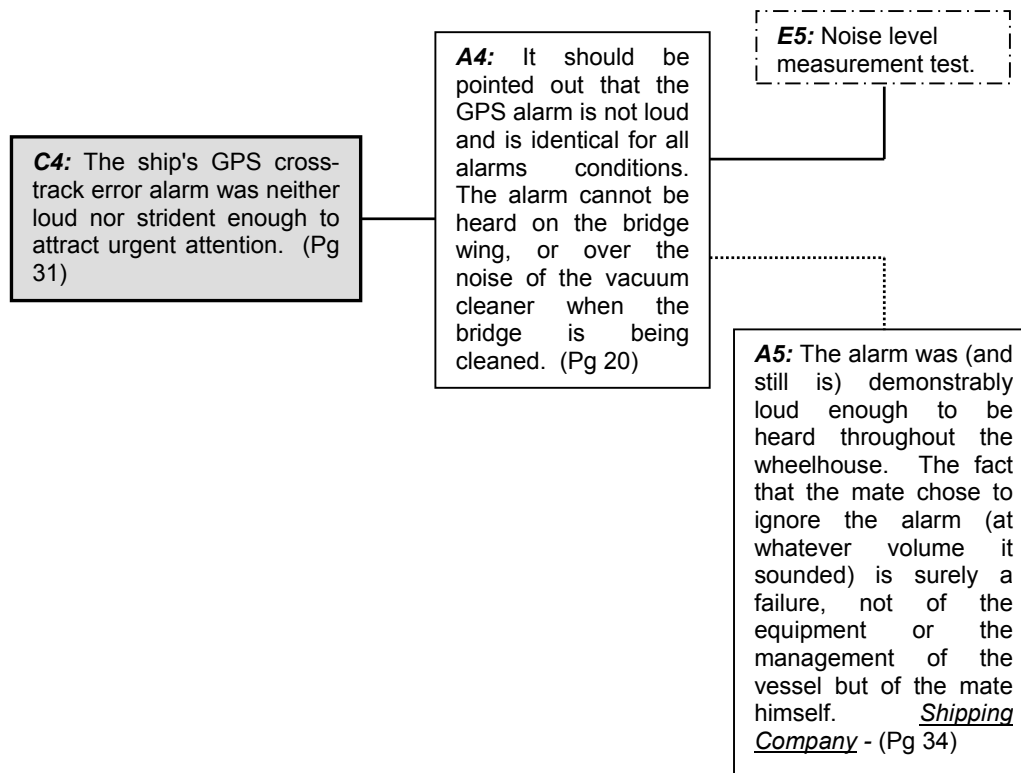 C4: The ship's GPS cross-
track error alarm was neither
loud nor strident enough to
attract urgent attention. (Pg
31)
A4: It should be
pointed out that the
GPS alarm is not loud
and is identical for all
alarms conditions.
The alarm cannot be
heard on the bridge
wing, or over the
noise of the vacuum
cleaner when the
bridge is being
cleaned. (Pg 20)
E5: Noise level
measurement test.
A5: The alarm was (and
still is) demonstrably
loud enough to be
heard throughout the
wheelhouse. The fact
that the mate chose to
ignore the alarm (at
whatever volume it
sounded) is surely a
failure, not of the
equipment or the
management of the
vessel but of the mate
himself. Shipping
Company - (Pg 34)